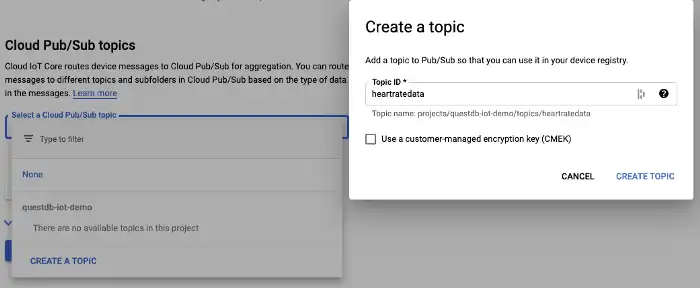 Cloud Pub/Sub topics
Cloud IoT Core routes device messages to Cloud Pub/Sub for aggregation. You can route
messages to different topics and subfolders in Cloud Pub/Sub based on the type of data
in the messages. Learn more
Select a Cloud Pub/Sub topic
Type to filter
None
questdb-iot-demo
There are no available topics in this project
CREATE A TOPIC
Create a topic
Add a topic to Pub/Sub so that you can use it in your device registry.
Topic ID *
heartratedata
Topic name: projects/questdb-iot-demo/topics/heartratedata
Use a customer-managed encryption key (CMEK)
CANCEL
CREATE TOPIC